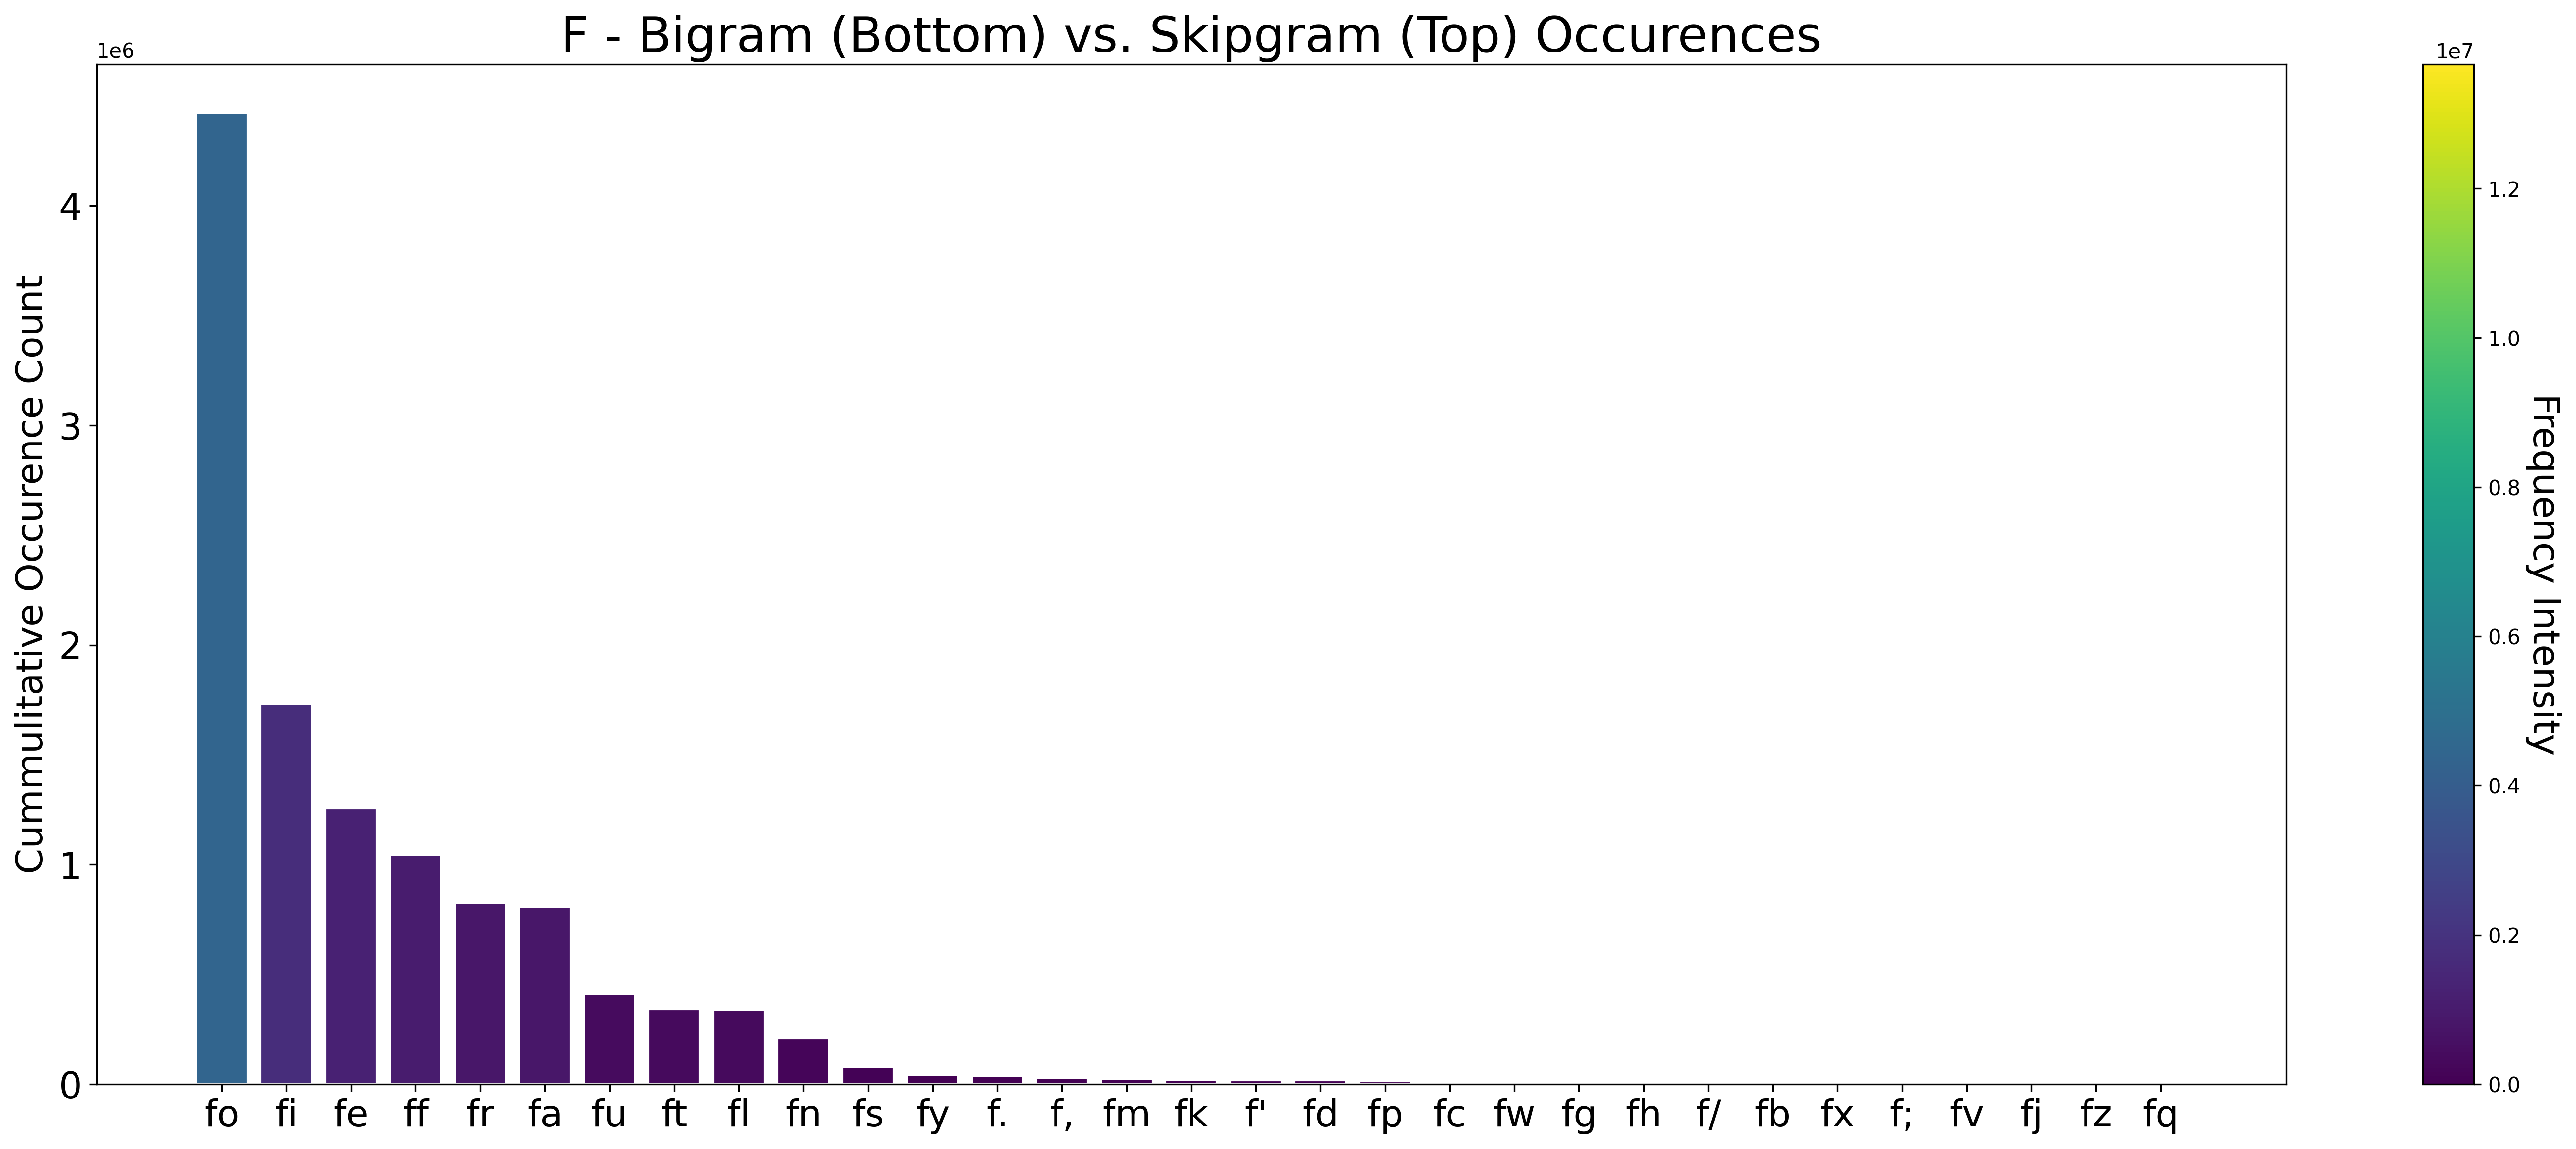 F - Bigram (Bottom) vs. Skipgram (Top) Occurences
1e6
1e7
Cummulitative Occurence Count
4
3
2
1
0
fo fi fe ff fr fa fu ft fl fn fs fy f. f, fm fk f' fd fp fc fw fg fh f/ fb fx f; fv fj fz fq
1.2
1.0
0.8
0.6
0.4
0.2
0.0
Frequency Intensity